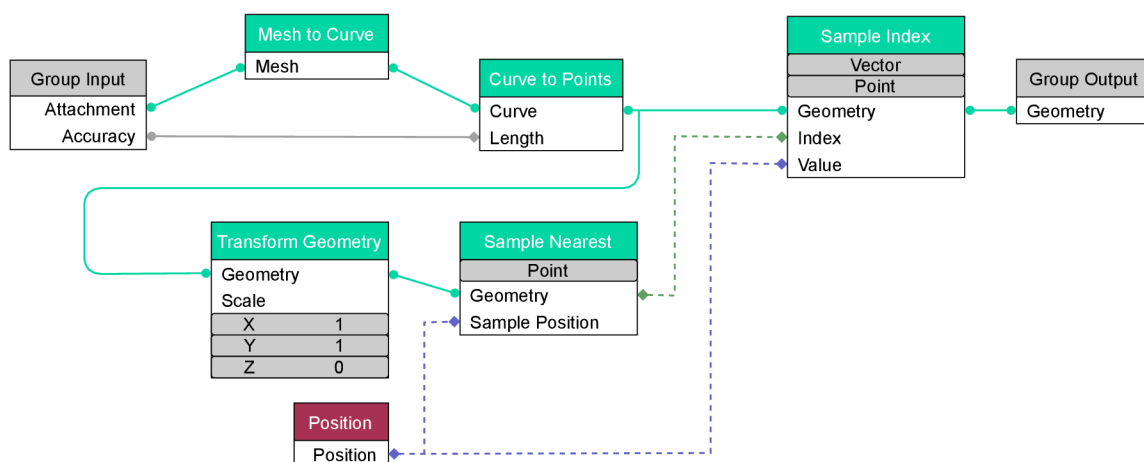 Group Input
Attachment
Accuracy
Mesh to Curve
Mesh
Curve to Points
Curve
Length
Sample Index
Vector
Point
Geometry
Index
Value
Group Output
Geometry
Transform Geometry
Geometry
Scale
X 1
Y 1
Z 0
Sample Nearest
Point
Geometry
Sample Position
Position
Position